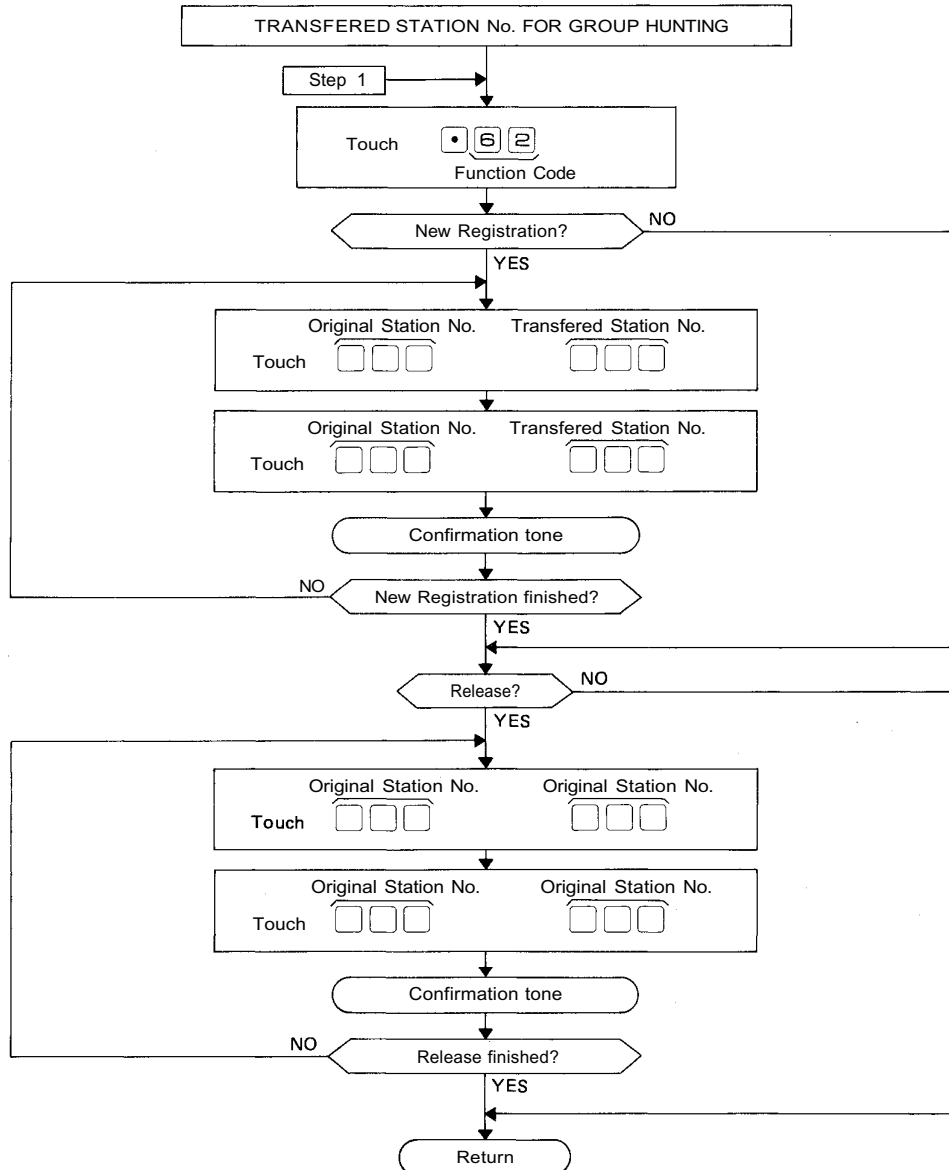 TRANSFERED STATION No. FOR GROUP HUNTING
Step 1
Touch • 6 2
Function Code
New Registration? NO
YES
Original Station No. Transfered Station No.
Touch
Original Station No. Transfered Station No.
Touch
Confirmation tone
NO New Registration finished?
YES
Release? NO
YES
Original Station No. Original Station No.
Touch
Original Station No. Original Station No.
Touch
Confirmation tone
NO Release finished?
YES
Return